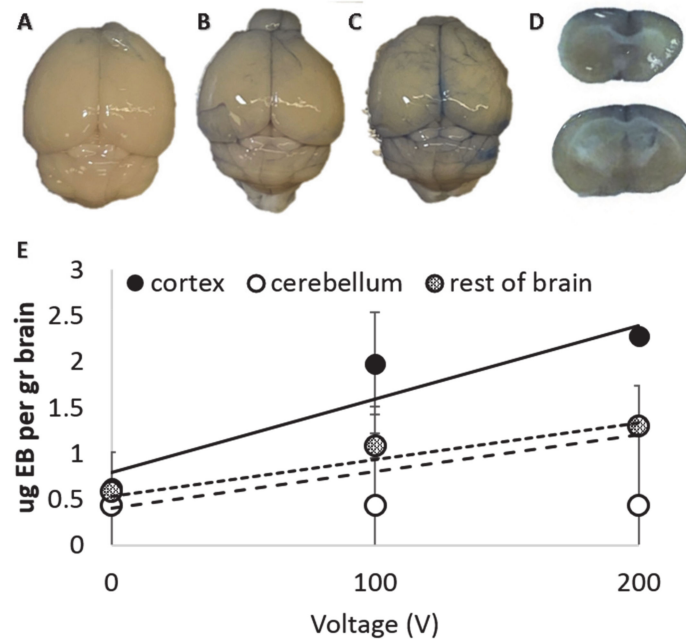 A
B
C
D
E
ug EB per gr brain
3
2.5
2
1.5
1
0.5
0
cortex
cerebellum
rest of brain
0
100
200
Voltage (V)